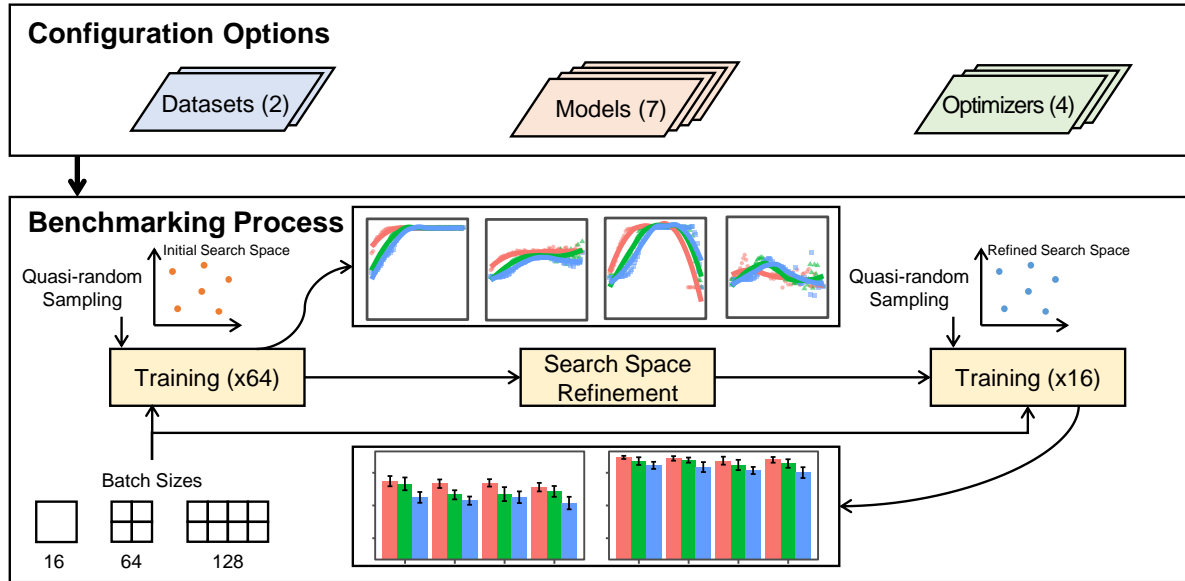 Configuration Options
Datasets (2)
Models (7)
Optimizers (4)
Benchmarking Process
Initial Search Space
Quasi-random
Sampling
Refined Search Space
Quasi-random
Sampling
Training (x64)
Search Space
Refinement
Training (x16)
Batch Sizes
16
64
128